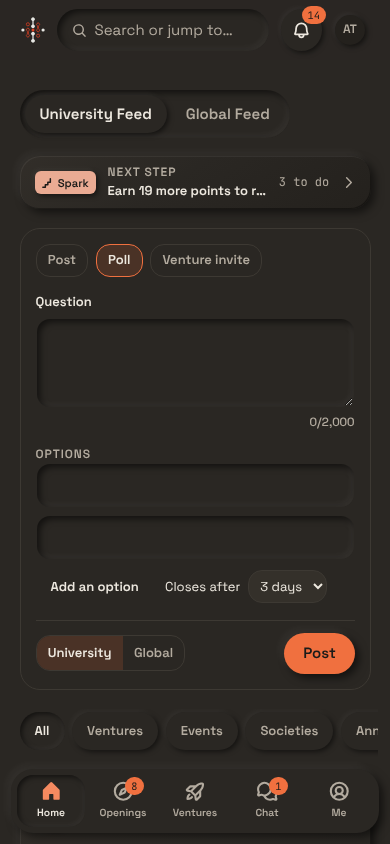 Search or jump to...
14
AT
University Feed
Global Feed
Spark
NEXT STEP
Earn 19 more points to r...
3 to do
Post
Poll
Venture invite
Question
0/2,000
OPTIONS
Add an option
Closes after
3 days
University
Global
Post
All
Ventures
Events
Societies
Ann
Home
8
Openings
Ventures
1
Chat
Me